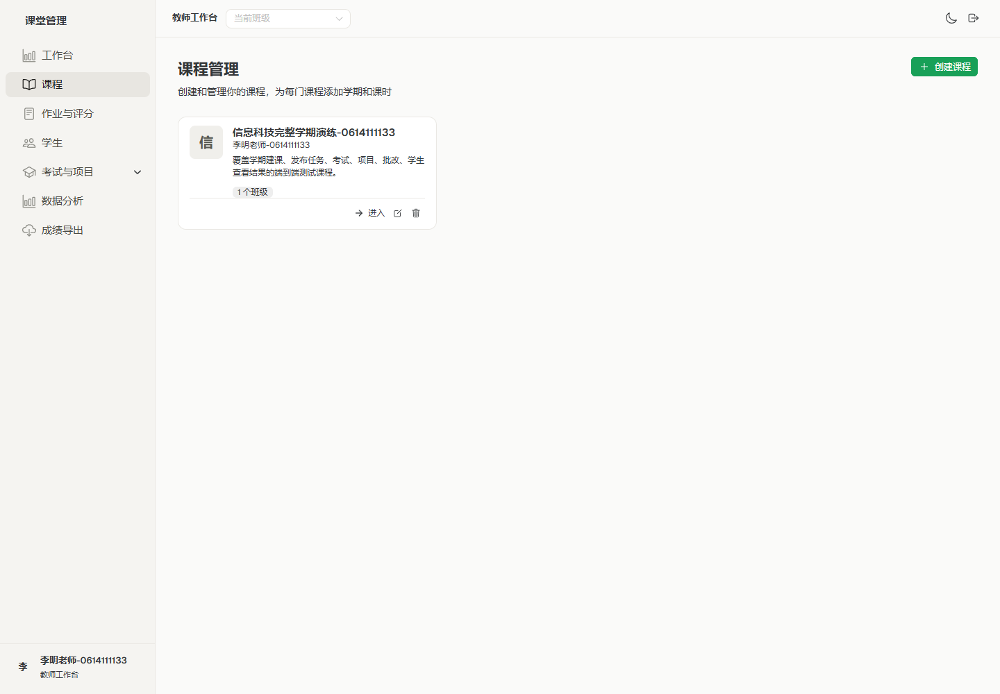 课堂管理
工作台
课程
作业与评分
学生
考试与项目
数据分析
成绩导出
李
李明老师-0614111133
教师工作台
教师工作台
当前班级
课程管理
创建课程
创建和管理你的课程，为每门课程添加学期和课时
信
信息科技完整学期演练-0614111133
李明老师-0614111133
覆盖学期建课、发布任务、考试、项目、批改、学生
查看结果的端到端测试课程。
1 个班级
进入